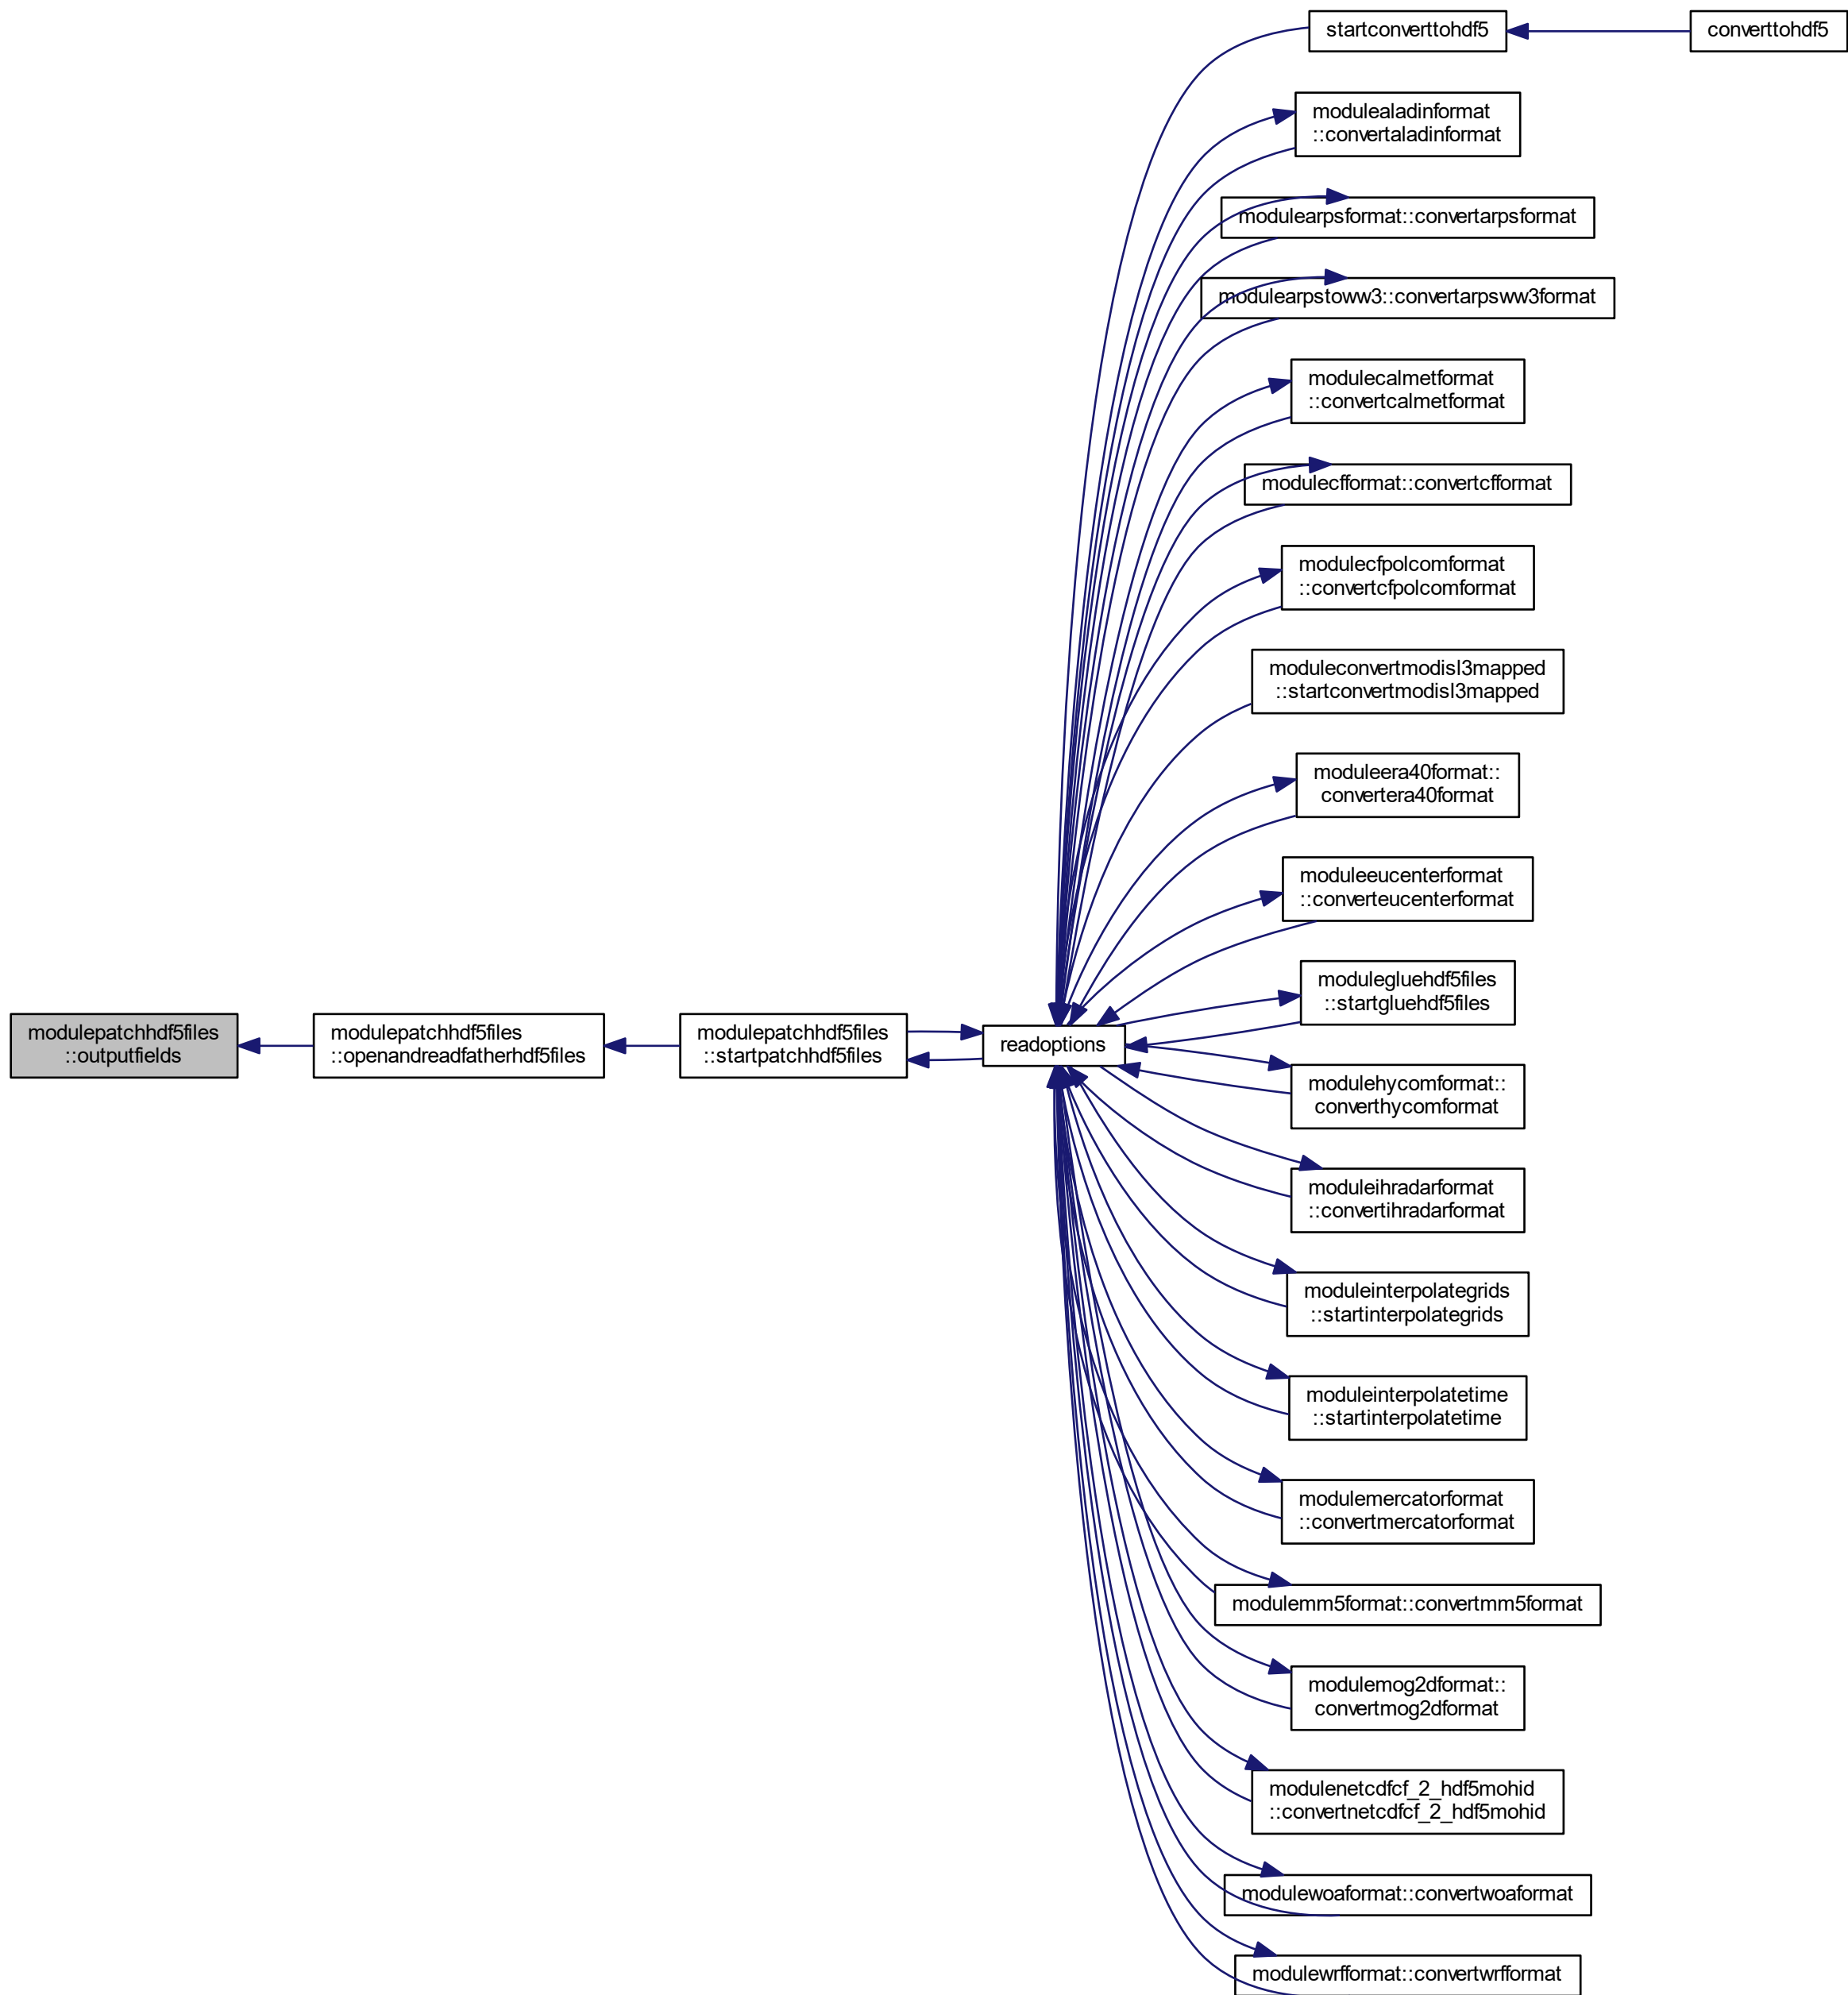 startconverttohdf5
converttohdf5
modulealadinformat
::convertaladinformat
modulearpsformat::convertarpsformat
modulearpstoww3::convertarpsww3format
modulecalmetformat
::convertcalmetformat
modulecfformat::convertcfformat
modulecfpolcomformat
::convertcfpolcomformat
moduleconvertmodisl3mapped
::startconvertmodisl3mapped
moduleera40format::
convertera40format
moduleeucenterformat
::converteucenterformat
modulegluehdf5files
::startgluehdf5files
modulepatchhdf5files
::outputfields
modulepatchhdf5files
::openandreadfatherhdf5files
modulepatchhdf5files
::startpatchhdf5files
readoptions
modulehycomformat::
converthycomformat
moduleihradarformat
::convertihradarformat
moduleinterpolategrids
::startinterpolategrids
moduleinterpolatetime
::startinterpolatetime
modulemercatorformat
::convertmercatorformat
modulemm5format::convertmm5format
modulemog2dformat::
convertmog2dformat
modulenetcdfcf_2_hdf5mohid
::convertnetcdfcf_2_hdf5mohid
modulewoaformat::convertwoaformat
modulewrfformat::convertwrfformat